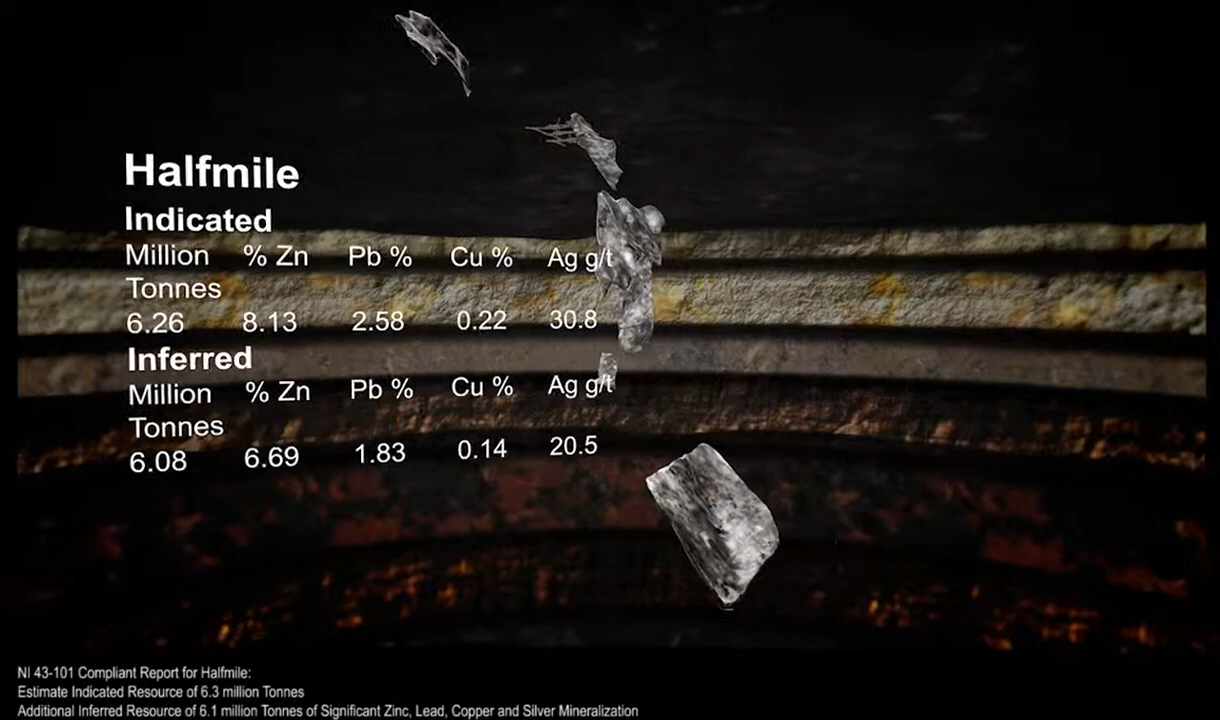 Halfmile
Indicated
Million Tonnes % Zn Pb % Cu % Ag g/t
6.26 8.13 2.58 0.22 30.8
Inferred
Million Tonnes % Zn Pb % Cu % Ag g/t
6.08 6.69 1.83 0.14 20.5
NI 43-101 Compliant Report for Halfmile:
Estimate Indicated Resource of 6.3 million Tonnes
Additional Inferred Resource of 6.1 million Tonnes of Significant Zinc, Lead, Copper and Silver Mineralization